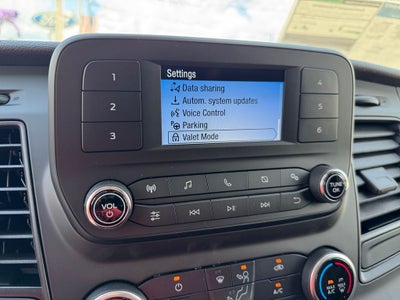 Settings
1
Data sharing
4
Autom. system updates
2
Voice Control
5
Parking
3
6
Valet Mode
VOL
TUNE
OK
A/C